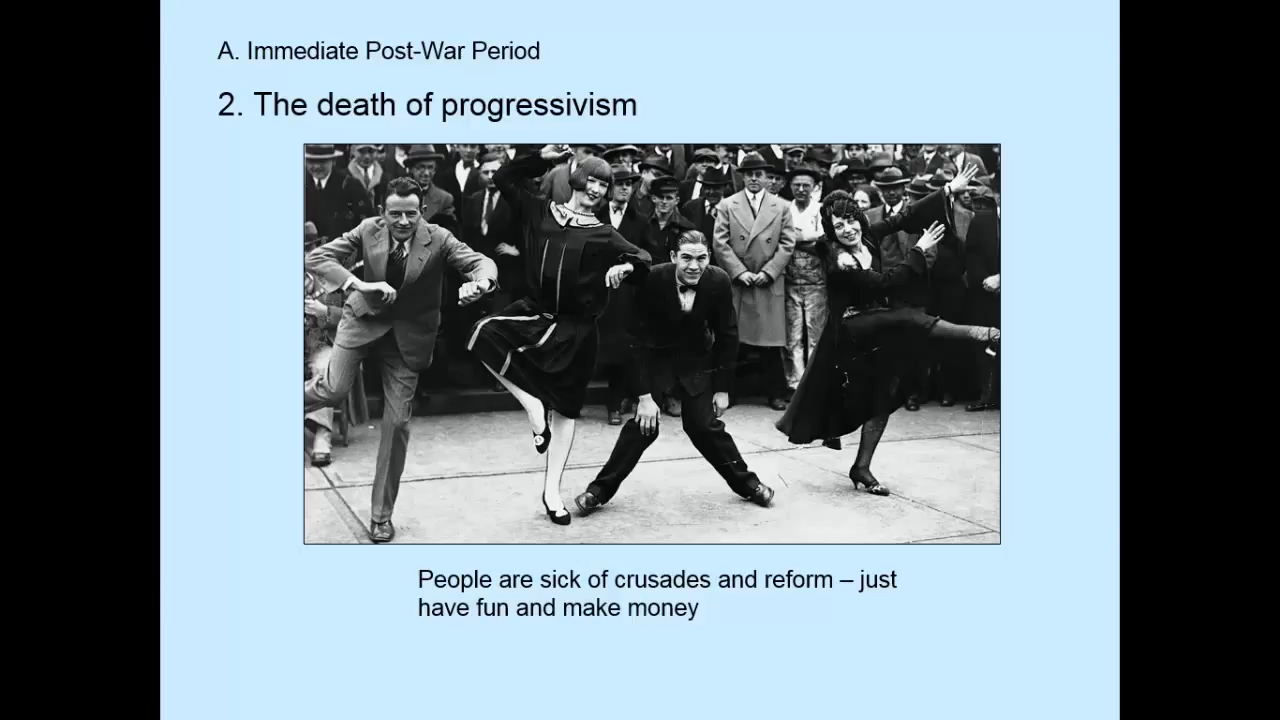 A. Immediate Post-War Period
2. The death of progressivism
People are sick of crusades and reform – just
have fun and make money